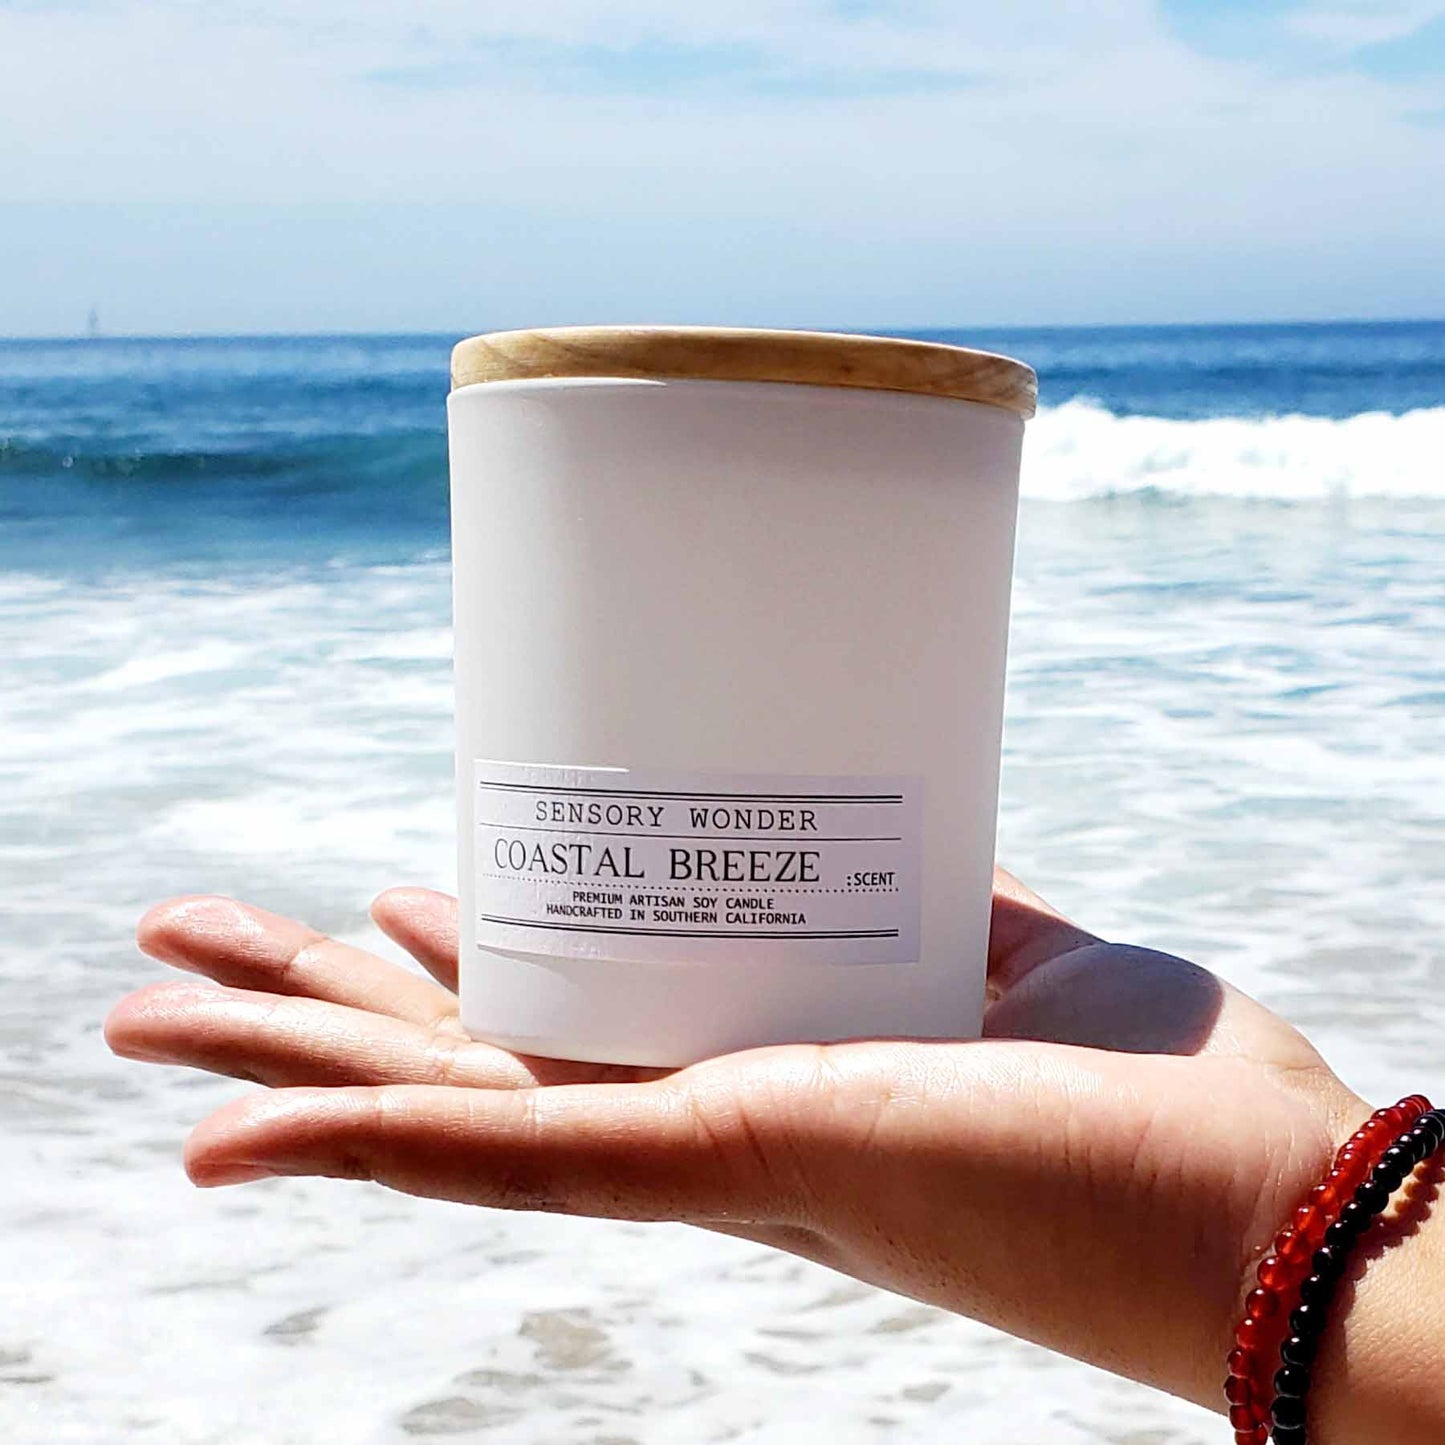 SENSORY WONDER
COASTAL BREEZE :SCENT
PREMIUM ARTISAN SOY CANDLE
HANDCRAFTED IN SOUTHERN CALIFORNIA